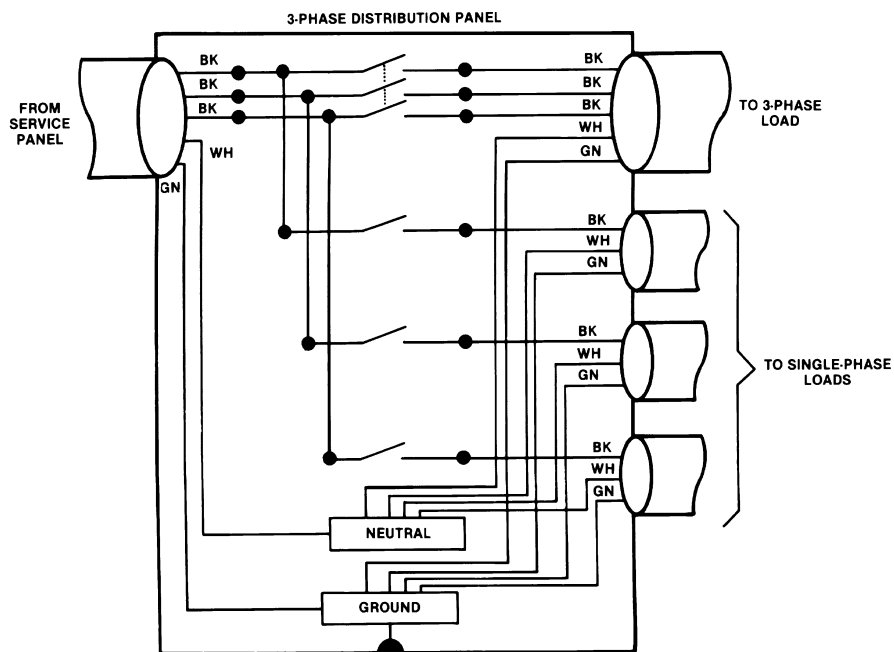 3-PHASE DISTRIBUTION PANEL
BK
BK
BK
WH
GN
FROM
SERVICE
PANEL
BK
BK
BK
WH
GN
TO 3-PHASE
LOAD
BK
WH
GN
BK
WH
GN
TO SINGLE-PHASE
LOADS
BK
WH
GN
NEUTRAL
GROUND